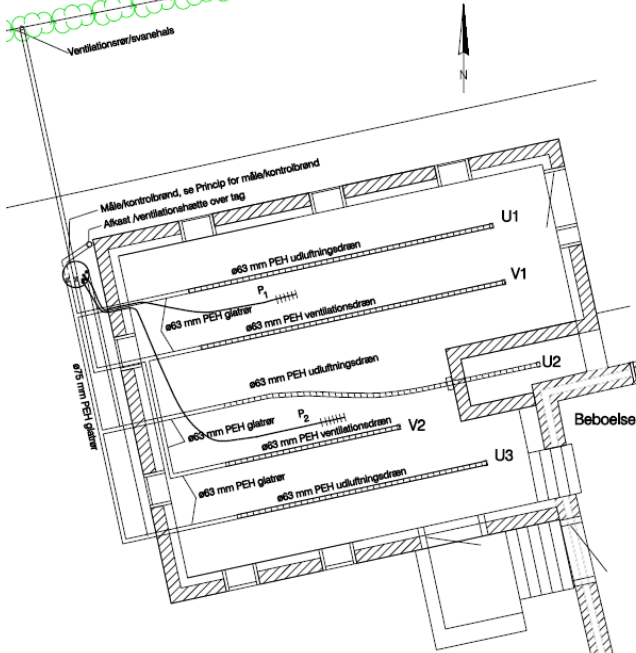 Ventilationsrør/svanehals
N
Måle/kontrolbrønd, se Princip for måle/kontrolbrønd
Afkast /ventilationshætte over tag
U1
ø63 mm PEH udluftningsdræn
V1
P1
ø63 mm PEH glatrør
ø63 mm PEH ventilationsdræn
U2
ø63 mm PEH udluftningsdræn
ø75 mm PEH glatrør
P2
V2
Beboelse
ø63 mm PEH glatrør
ø63 mm PEH ventilationsdræn
U3
ø63 mm PEH glatrør
ø63 mm PEH udluftningsdræn